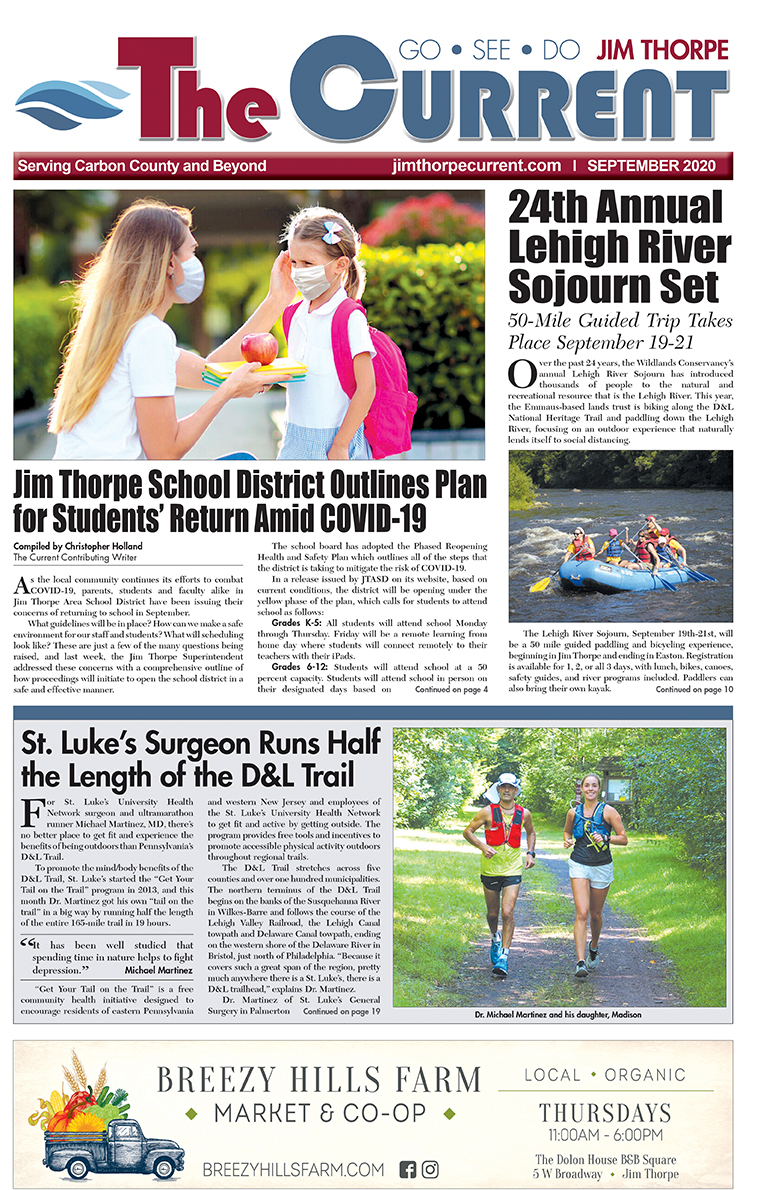 GO • SEE • DO JIM THORPE
The CURRENT
Serving Carbon County and Beyond
jimthorpecurrent.com | SEPTEMBER 2020
Jim Thorpe School District Outlines Plan
for Students' Return Amid COVID-19
Compiled by Christopher Holland
The Current Contributing Writer
As the local community continues its efforts to combat
COVID-19, parents, students and faculty alike in
Jim Thorpe Area School District have been issuing their
concerns of returning to school in September.
What guidelines will be in place? How can we make a safe
environment for our staff and students? What will scheduling
look like? These are just a few of the many questions being
raised, and last week, the Jim Thorpe Superintendent
addressed these concerns with a comprehensive outline of
how proceedings will initiate to open the school district in a
safe and effective manner.
The school board has adopted the Phased Reopening
Health and Safety Plan which outlines all of the steps that
the district is taking to mitigate the risk of COVID-19.
In a release issued by JTASD on its website, based on
current conditions, the district will be opening under the
yellow phase of the plan, which calls for students to attend
school as follows:
Grades K-5: All students will attend school Monday
through Thursday. Friday will be a remote learning from
home day where students will connect remotely to their
teachers with their iPads.
Grades 6-12: Students will attend school at a 50
percent capacity. Students will attend school in person on
their designated days based on Continued on page 4
24th Annual
Lehigh River
Sojourn Set
50-Mile Guided Trip Takes
Place September 19-21
Over the past 24 years, the Wildlands Conservancy's
annual Lehigh River Sojourn has introduced
thousands of people to the natural and
recreational resource that is the Lehigh River. This year,
the Emmaus-based lands trust is biking along the D&L
National Heritage Trail and paddling down the Lehigh
River, focusing on an outdoor experience that naturally
lends itself to social distancing.
The Lehigh River Sojourn, September 19th-21st, will
be a 50 mile guided paddling and bicycling experience,
beginning in Jim Thorpe and ending in Easton. Registration
is available for 1, 2, or all 3 days, with lunch, bikes, canoes,
safety guides, and river programs included. Paddlers can
also bring their own kayak. Continued on page 10
St. Luke's Surgeon Runs Half
the Length of the D&L Trail
For St. Luke's University Health
Network surgeon and ultramarathon
runner Michael Martinez, MD, there's
no better place to get fit and experience the
benefits of being outdoors than Pennsylvania's
D&L Trail.
To promote the mind/body benefits of the
D&L Trail, St. Luke's started the "Get Your
Tail on the Trail" program in 2013, and this
month Dr. Martinez got his own "tail on the
trail" in a big way by running half the length
of the entire 165-mile trail in 19 hours.
"It has been well studied that
spending time in nature helps to fight
depression." Michael Martinez
"Get Your Tail on the Trail" is a free
community health initiative designed to
encourage residents of eastern Pennsylvania
and western New Jersey and employees of
the St. Luke's University Health Network
to get fit and active by getting outside. The
program provides free tools and incentives to
promote accessible physical activity outdoors
throughout regional trails.
The D&L Trail stretches across five
counties and over one hundred municipalities.
The northern terminus of the D&L Trail
begins on the banks of the Susquehanna River
in Wilkes-Barre and follows the course of the
Lehigh Valley Railroad, the Lehigh Canal
towpath and Delaware Canal towpath, ending
on the western shore of the Delaware River in
Bristol, just north of Philadelphia. "Because it
covers such a great span of the region, pretty
much anywhere there is a St. Luke's, there is a
D&L trailhead," explains Dr. Martinez.
Dr. Martinez of St. Luke's General
Surgery in Palmerton Continued on page 19
Dr. Michael Martinez and his daughter, Madison
BREEZY HILLS FARM
MARKET & CO-OP
BREEZYHILLSFARM.COM
LOCAL • ORGANIC
THURSDAYS
11:00AM - 6:00PM
The Dolon House B&B Square
5 W Broadway • Jim Thorpe